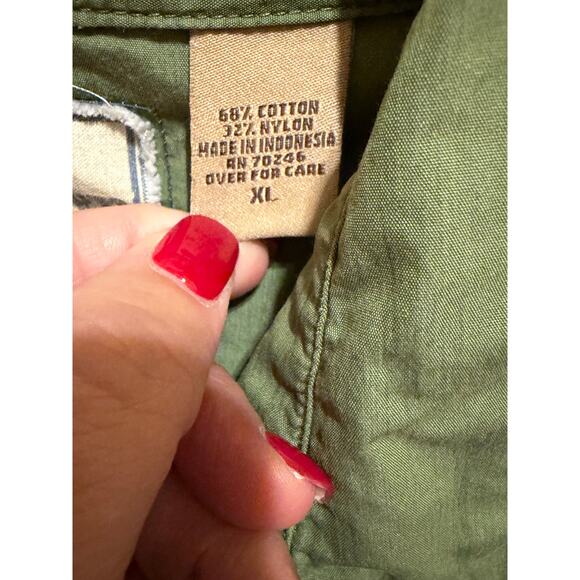 68% COTTON
32% NYLON
MADE IN INDONESIA
RN 70246
OVER FOR CARE
XL